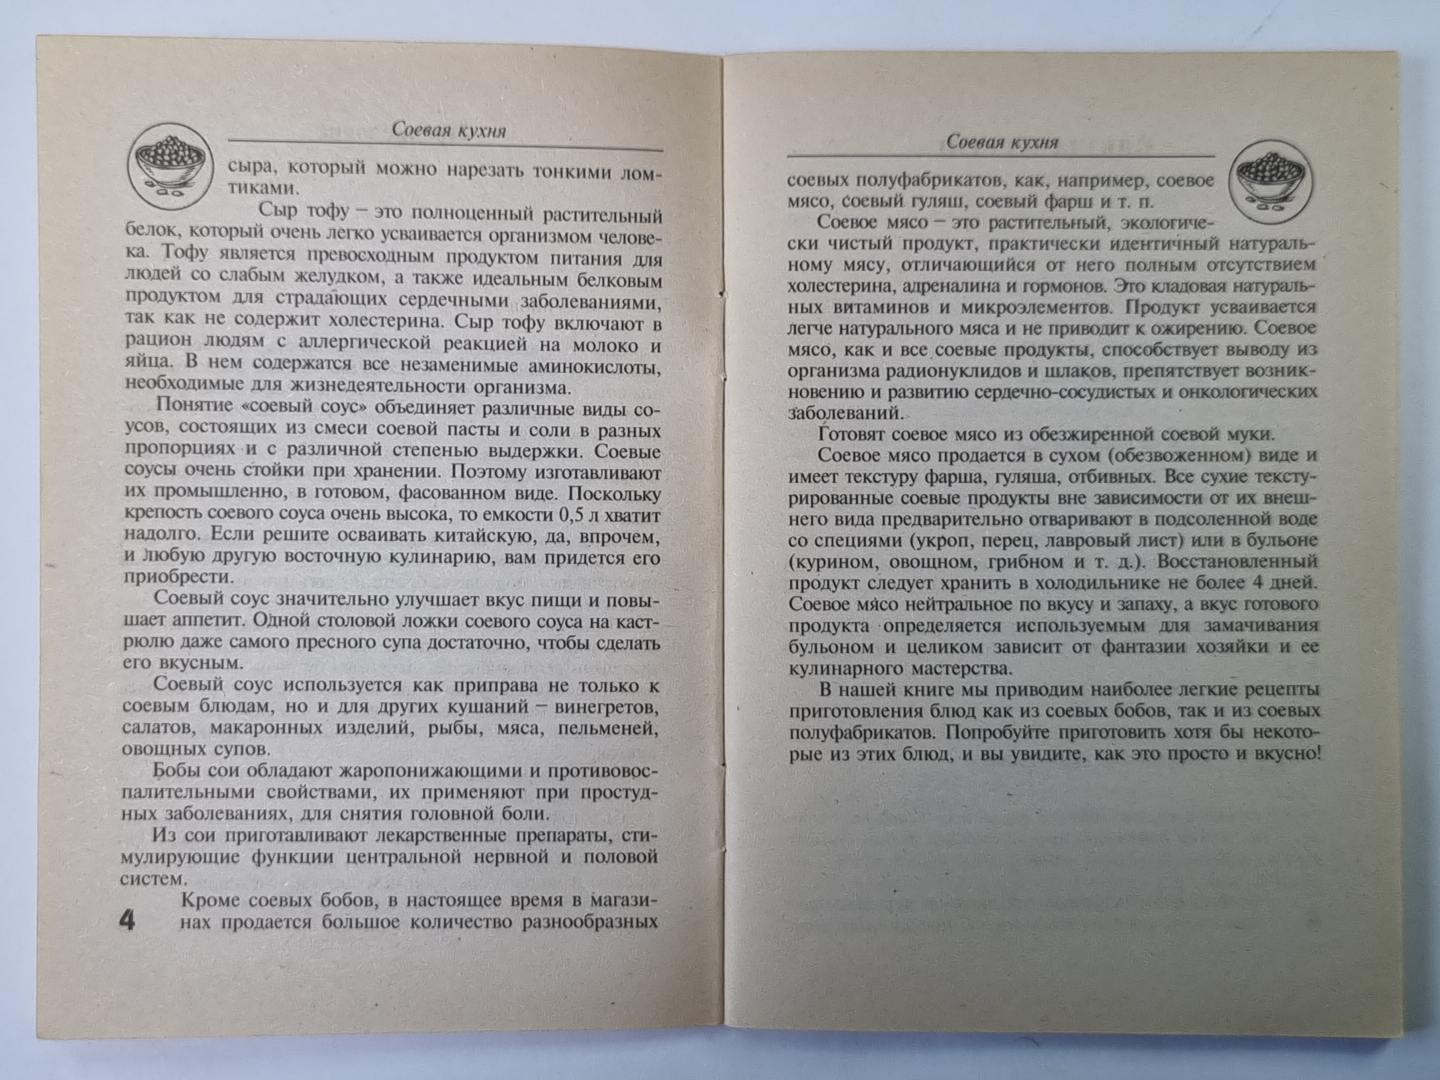 Соевая кухня
сыра, который можно нарезать тонкими лом-
тиками.
Сыр тофу – это полноценный растительный
белок, который очень легко усваивается организмом челове-
ка. Тофу является превосходным продуктом питания для
людей со слабым желудком, а также идеальным белковым
продуктом для страдающих сердечными заболеваниями,
так как не содержит холестерина. Сыр тофу включают в
рацион людям с аллергической реакцией на молоко и
яйца. В нем содержатся все незаменимые аминокислоты,
необходимые для жизнедеятельности организма.
Понятие «соевый соус» объединяет различные виды со-
усов, состоящих из смеси соевой пасты и соли в разных
пропорциях и с различной степенью выдержки. Соевые
соусы очень стойки при хранении. Поэтому изготавливают
их промышленно, в готовом, фасованном виде. Поскольку
крепость соевого соуса очень высока, то емкости 0,5 л хватит
надолго. Если решите осваивать китайскую, да, впрочем,
и любую другую восточную кулинарию, вам придется его
приобрести.
Соевый соус значительно улучшает вкус пищи и повы-
шает аппетит. Одной столовой ложки соевого соуса на каст-
рюлю даже самого пресного супа достаточно, чтобы сделать
его вкусным.
Соевый соус используется как приправа не только к
соевым блюдам, но и для других кушаний – винегретов,
салатов, макаронных изделий, рыбы, мяса, пельменей,
овощных супов.
Бобы сои обладают жаропонижающими и противовос-
палительными свойствами, их применяют при простуд-
ных заболеваниях, для снятия головной боли.
Из сои приготавливают лекарственные препараты, сти-
мулирующие функции центральной нервной и половой
систем.
Кроме соевых бобов, в настоящее время в магази-
нах продается большое количество разнообразных
4
Соевая кухня
соевых полуфабрикатов, как, например, соевое
мясо, соевый гуляш, соевый фарш и т. п.
Соевое мясо – это растительный, экологиче-
ски чистый продукт, практически идентичный натураль-
ному мясу, отличающийся от него полным отсутствием
холестерина, адреналина и гормонов. Это кладовая натураль-
ных витаминов и микроэлементов. Продукт усваивается
легче натурального мяса и не приводит к ожирению. Соевое
мясо, как и все соевые продукты, способствует выводу из
организма радионуклидов и шлаков, препятствует возник-
новению и развитию сердечно-сосудистых и онкологических
заболеваний.
Готовят соевое мясо из обезжиренной соевой муки.
Соевое мясо продается в сухом (обезвоженном) виде и
имеет текстуру фарша, гуляша, отбивных. Все сухие тексту-
рированные соевые продукты вне зависимости от их внеш-
него вида предварительно отваривают в подсоленной воде
со специями (укроп, перец, лавровый лист) или в бульоне
(курином, овощном, грибном и т. д.). Восстановленный
продукт следует хранить в холодильнике не более 4 дней.
Соевое мясо нейтральное по вкусу и запаху, а вкус готового
продукта определяется используемым для замачивания
бульоном и целиком зависит от фантазии хозяйки и ее
кулинарного мастерства.
В нашей книге мы приводим наиболее легкие рецепты
приготовления блюд как из соевых бобов, так и из соевых
полуфабрикатов. Попробуйте приготовить хотя бы некото-
рые из этих блюд, и вы увидите, как это просто и вкусно!